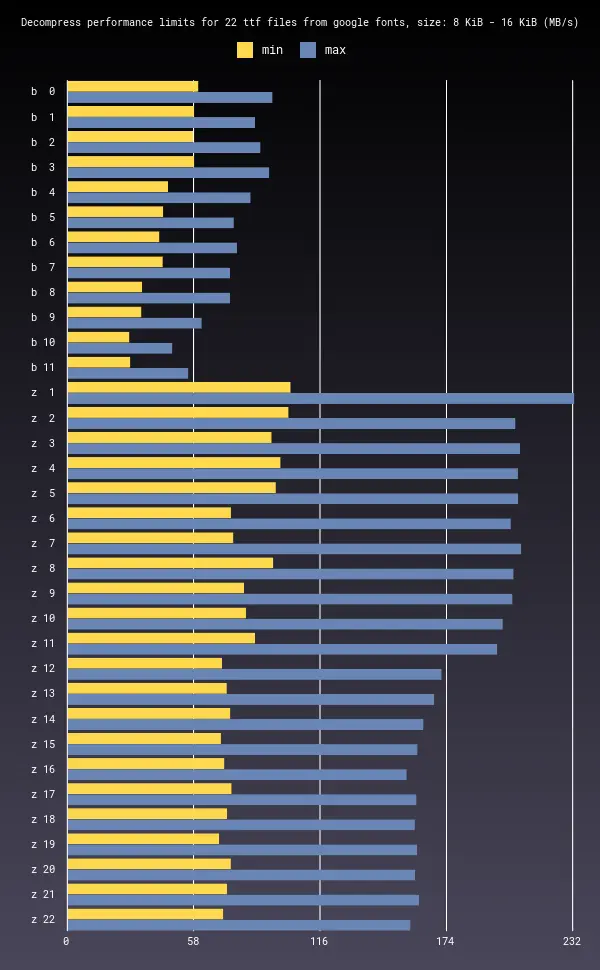 Decompress performance limits for 22 ttf files from google fonts, size: 8 KiB - 16 KiB (MB/s)
min max
b 0
b 1
b 2
b 3
b 4
b 5
b 6
b 7
b 8
b 9
b 10
b 11
z 1
z 2
z 3
z 4
z 5
z 6
z 7
z 8
z 9
z 10
z 11
z 12
z 13
z 14
z 15
z 16
z 17
z 18
z 19
z 20
z 21
z 22
0 58 116 174 232